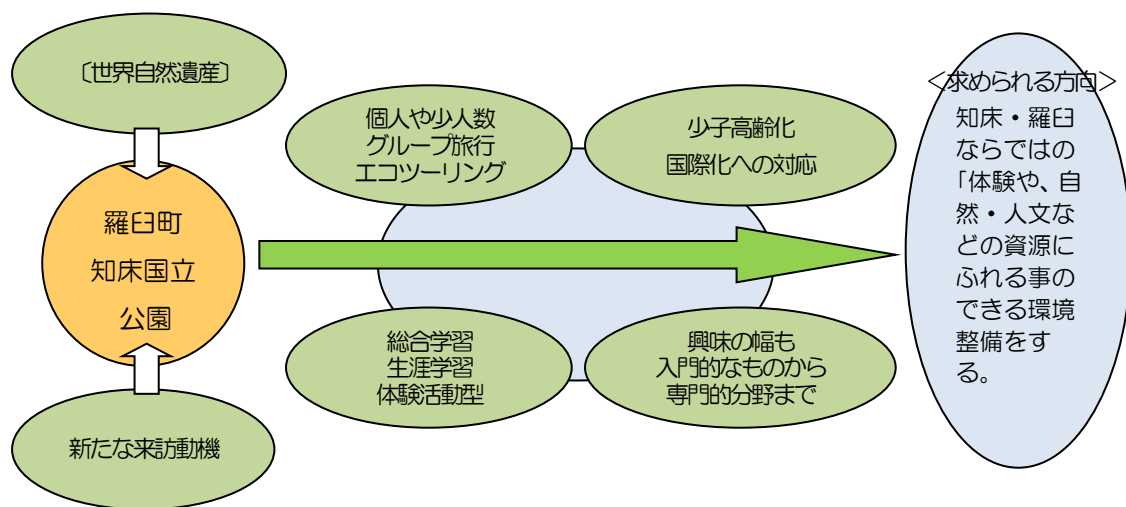 〔世界自然遺産〕
羅臼町
知床国立
公園
新たな来訪動機
個人や少人数
グループ旅行
エコツーリング
少子高齢化
国際化への対応
総合学習
生涯学習
体験活動型
興味の幅も
入門的なものから
専門的分野まで
＜求められる方向＞
知床・羅臼
ならではの
「体験や、自
然・人文な
どの資源に
ふれる事の
できる環境
整備をす
る。